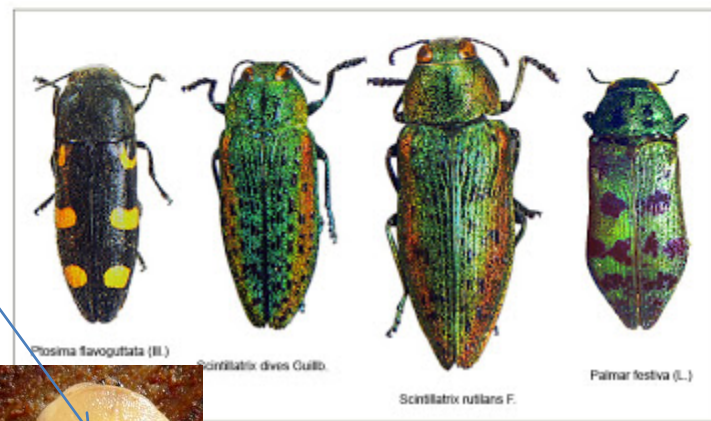 Ptosima flavoguttata (Ill.)
Scintillatrix dives Guillb.
Scintillatrix rutilans F.
Palmar festiva (L.)